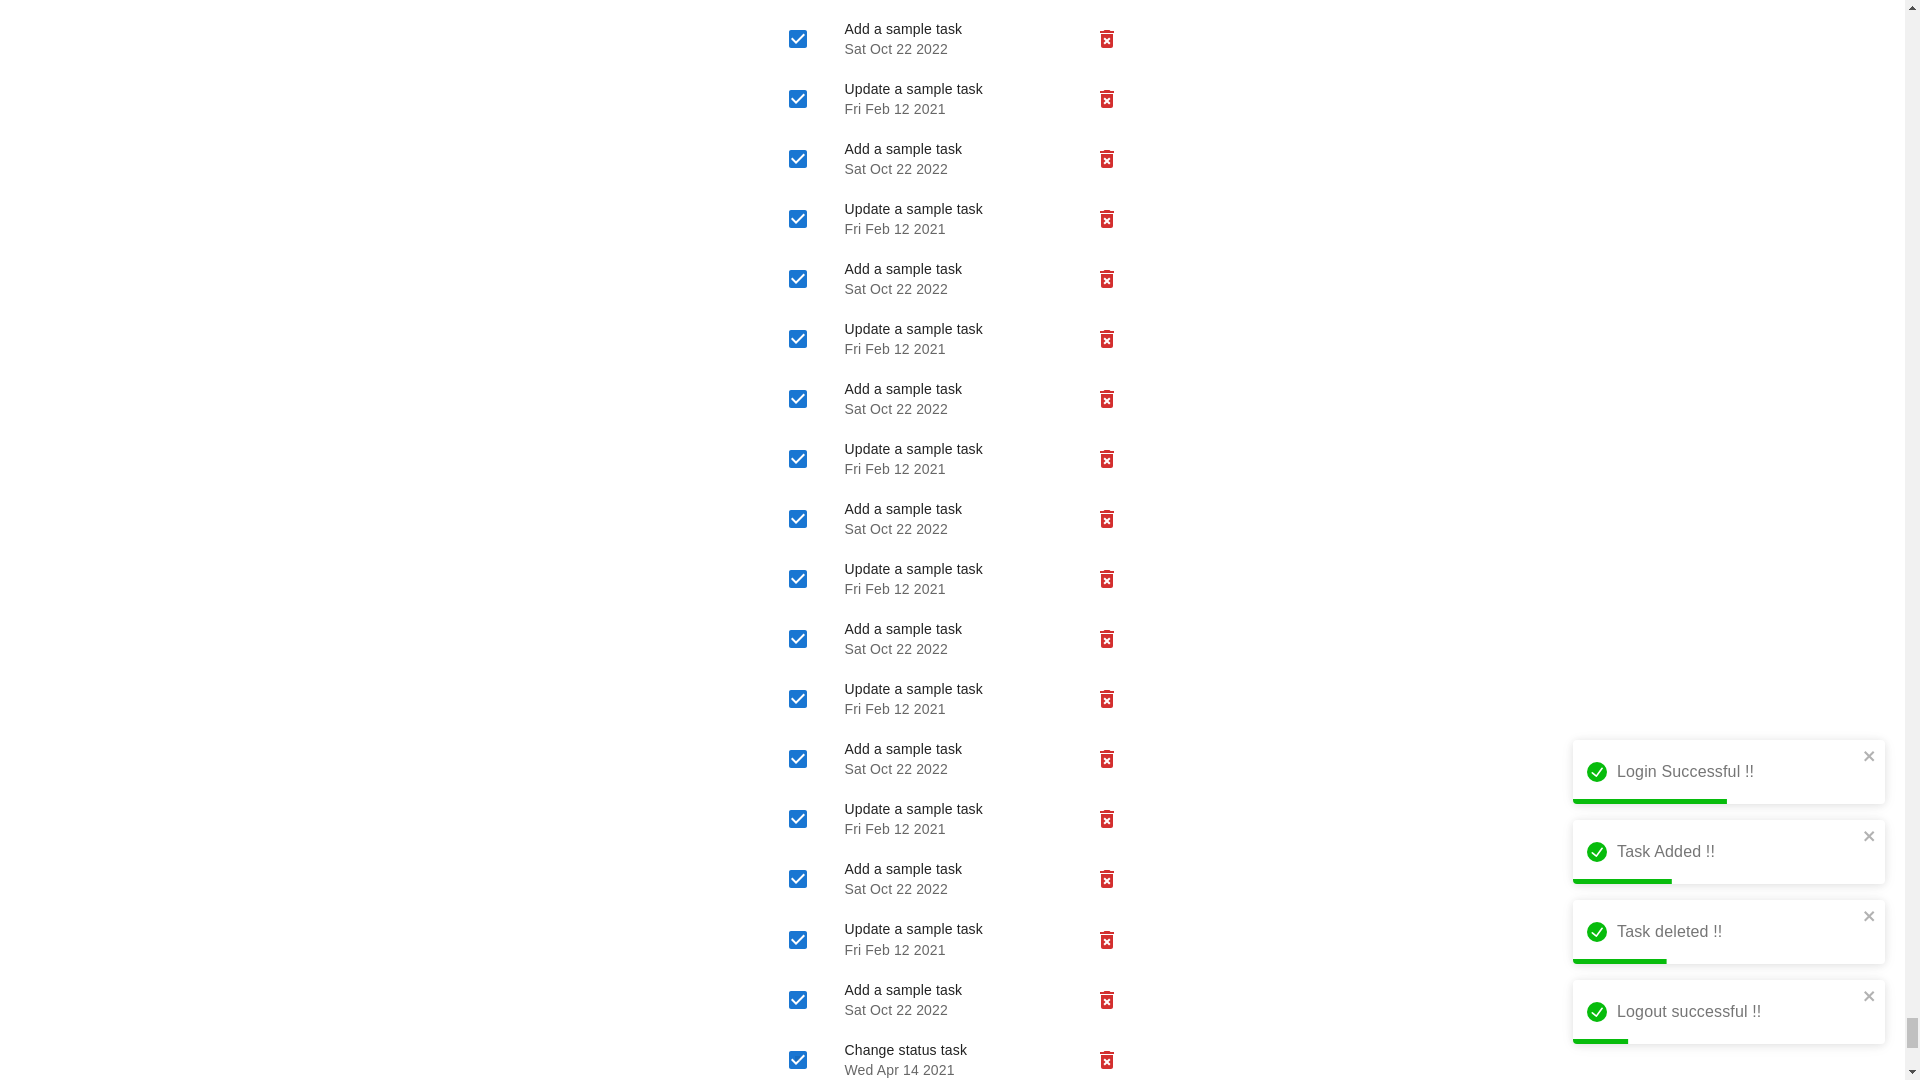 Add a sample task
Sat Oct 22 2022
Update a sample task
Fri Feb 12 2021
Add a sample task
Sat Oct 22 2022
Update a sample task
Fri Feb 12 2021
Add a sample task
Sat Oct 22 2022
Update a sample task
Fri Feb 12 2021
Add a sample task
Sat Oct 22 2022
Update a sample task
Fri Feb 12 2021
Add a sample task
Sat Oct 22 2022
Update a sample task
Fri Feb 12 2021
Add a sample task
Sat Oct 22 2022
Update a sample task
Fri Feb 12 2021
Add a sample task
Sat Oct 22 2022
Update a sample task
Fri Feb 12 2021
Add a sample task
Sat Oct 22 2022
Update a sample task
Fri Feb 12 2021
Add a sample task
Sat Oct 22 2022
Change status task
Wed Apr 14 2021
Login Successful !!
Task Added !!
Task deleted !!
Logout successful !!